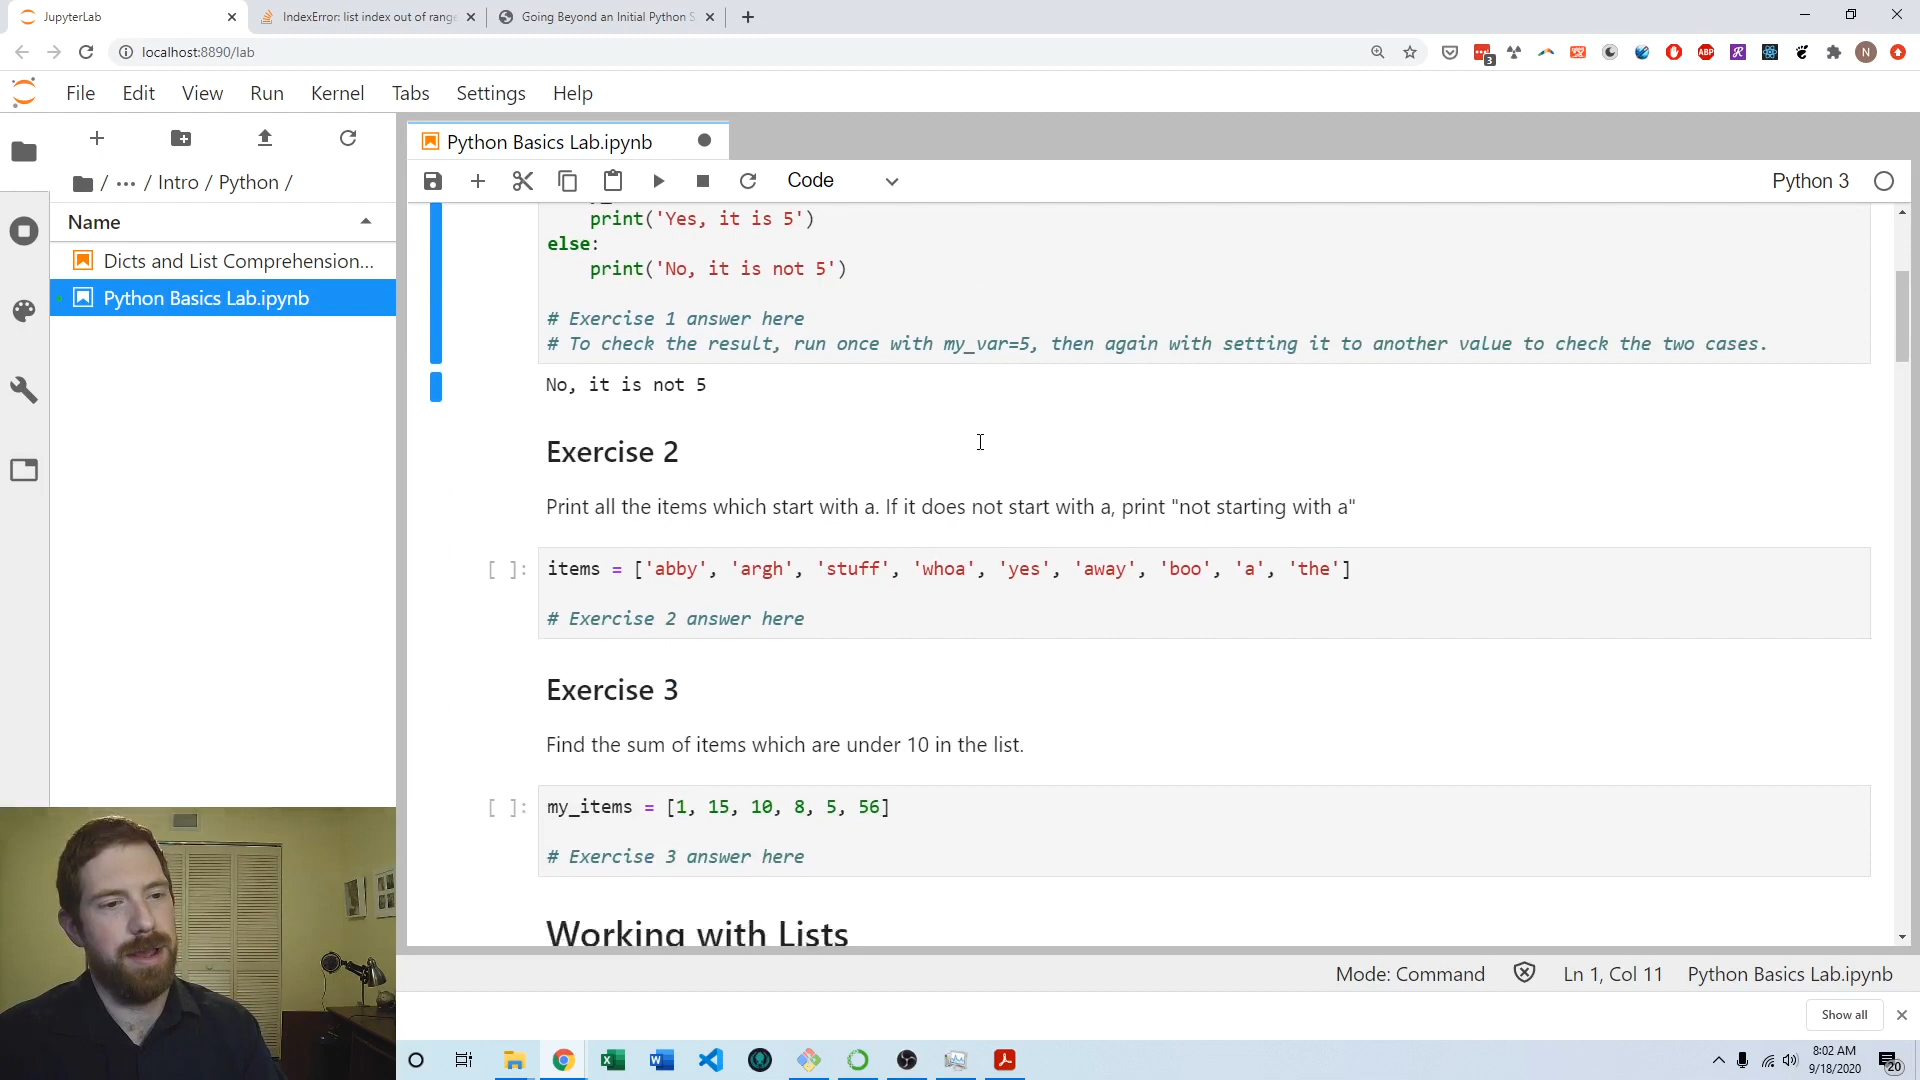 JupyterLab
IndexError: list index out of range
Going Beyond an Initial Python S
localhost:8890/lab
3
ABP
R
N
File Edit View Run Kernel Tabs Settings Help
/ ··· / Intro / Python /
Name
Dicts and List Comprehension...
Python Basics Lab.ipynb
Python Basics Lab.ipynb
Code
Python 3
print('Yes, it is 5')
else:
print('No, it is not 5')
# Exercise 1 answer here
# To check the result, run once with my_var=5, then again with setting it to another value to check the two cases.
No, it is not 5
Exercise 2
Print all the items which start with a. If it does not start with a, print "not starting with a"
[ ]: items = ['abby', 'argh', 'stuff', 'whoa', 'yes', 'away', 'boo', 'a', 'the']
# Exercise 2 answer here
Exercise 3
Find the sum of items which are under 10 in the list.
[ ]: my_items = [1, 15, 10, 8, 5, 56]
# Exercise 3 answer here
Working with Lists
Mode: Command Ln 1, Col 11 Python Basics Lab.ipynb
Show all
8:02 AM
9/18/2020
20